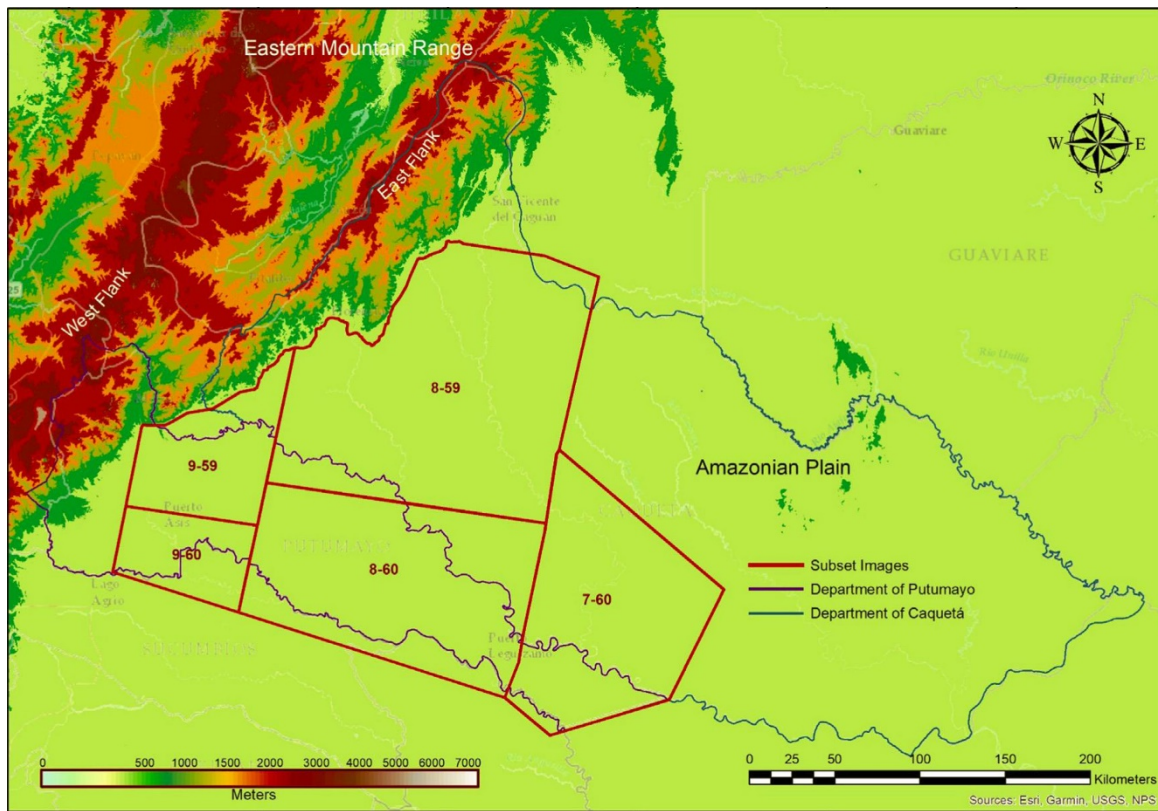 Eastern Mountain Range
East Flank
West Flank
Orinoco River
Guaviare
N
W E
S
San Vicente
del Caguan
GUAVIARE
25
8-59
9-59
Amazonian Plain
Puerto
Asis
9-60
PUTUMAYO
8-60
CAQUETA
7-60
Lago
Agrio
SUCUMBIOS
Puerto
Leguizamo
Subset Images
Department of Putumayo
Department of Caquetá
0 500 1000 1500 2000 3000 4000 5000 6000 7000
Meters
0 25 50 100 150 200
Kilometers
Sources: Esri, Garmin, USGS, NPS